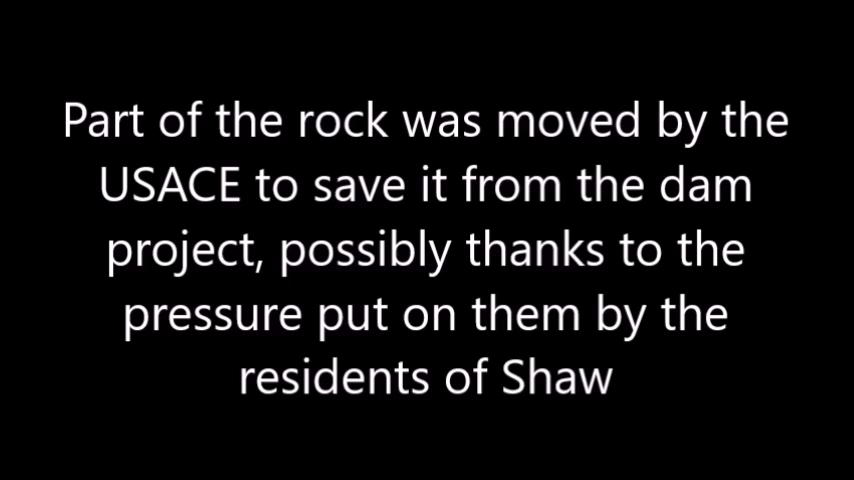 Part of the rock was moved by the
USACE to save it from the dam
project, possibly thanks to the
pressure put on them by the
residents of Shaw